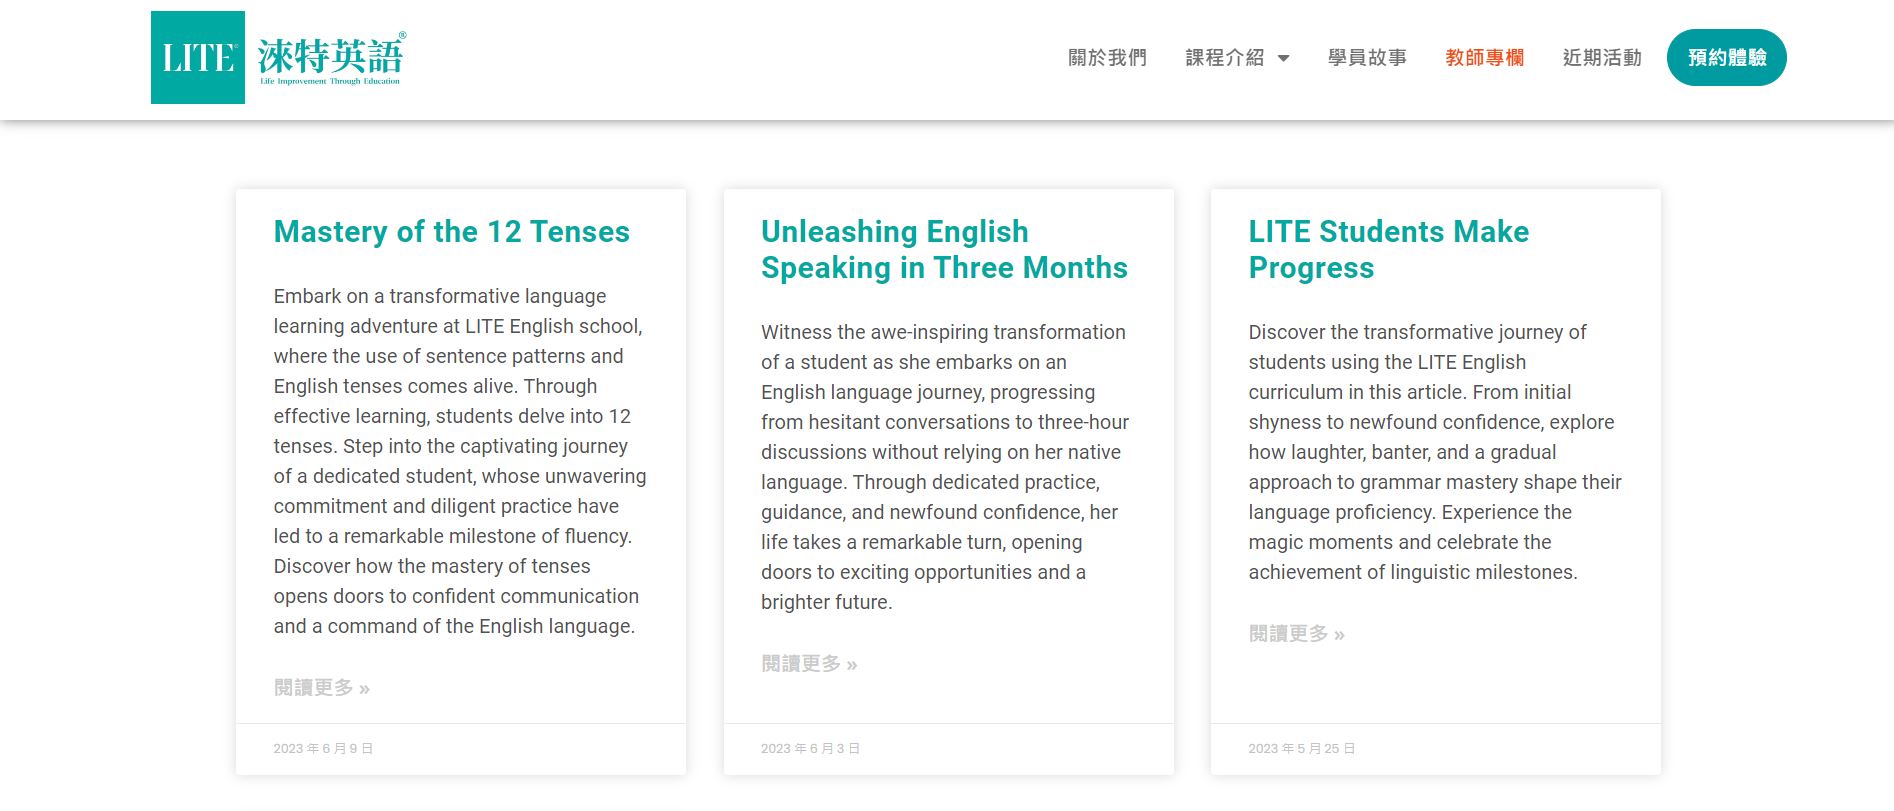 LITE®
淶特英語®
Life Improvement Through Education
關於我們
課程介紹
學員故事
教師專欄
近期活動
預約體驗
Mastery of the 12 Tenses
Embark on a transformative language
learning adventure at LITE English school,
where the use of sentence patterns and
English tenses comes alive. Through
effective learning, students delve into 12
tenses. Step into the captivating journey
of a dedicated student, whose unwavering
commitment and diligent practice have
led to a remarkable milestone of fluency.
Discover how the mastery of tenses
opens doors to confident communication
and a command of the English language.
閱讀更多 »
2023 年 6 月 9 日
Unleashing English
Speaking in Three Months
Witness the awe-inspiring transformation
of a student as she embarks on an
English language journey, progressing
from hesitant conversations to three-hour
discussions without relying on her native
language. Through dedicated practice,
guidance, and newfound confidence, her
life takes a remarkable turn, opening
doors to exciting opportunities and a
brighter future.
閱讀更多 »
2023 年 6 月 3 日
LITE Students Make
Progress
Discover the transformative journey of
students using the LITE English
curriculum in this article. From initial
shyness to newfound confidence, explore
how laughter, banter, and a gradual
approach to grammar mastery shape their
language proficiency. Experience the
magic moments and celebrate the
achievement of linguistic milestones.
閱讀更多 »
2023 年 5 月 25 日